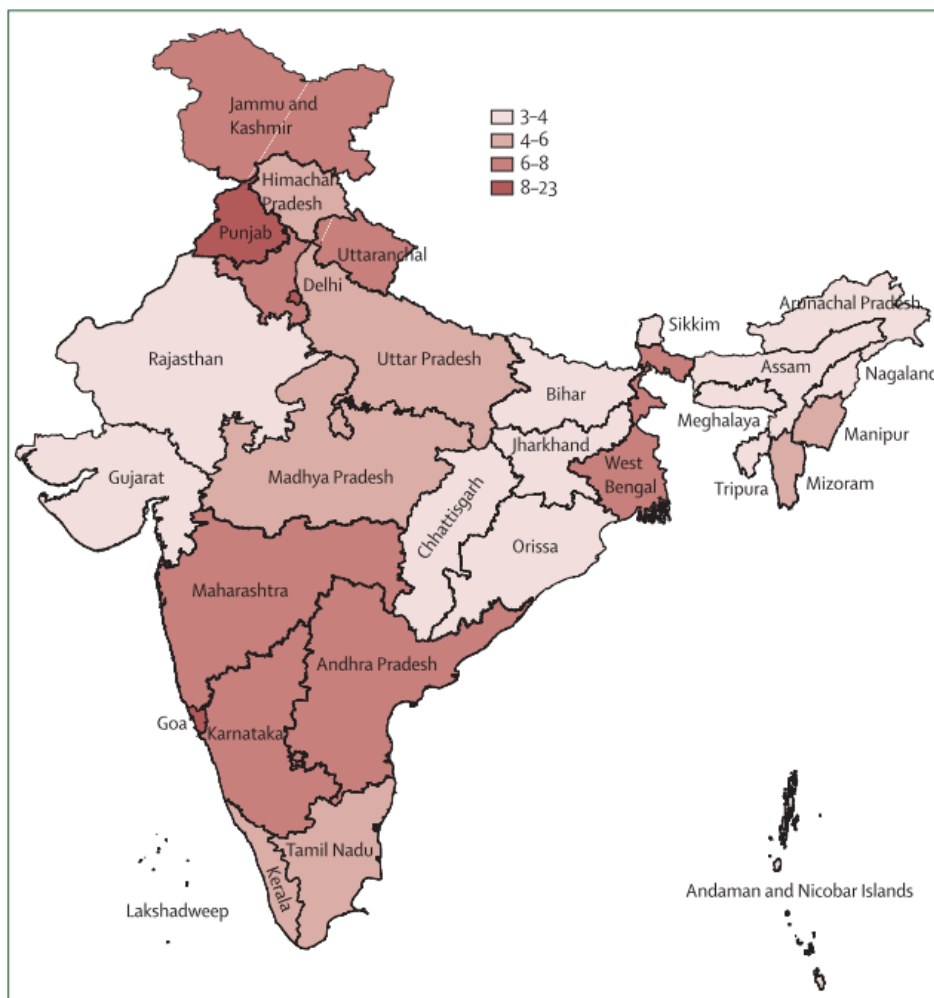 Jammu and
Kashmir
3–4
4–6
6–8
8–23
Himachal
Pradesh
Punjab
Uttaranchal
Delhi
Arunachal Pradesh
Sikkim
Rajasthan
Uttar Pradesh
Assam
Nagaland
Bihar
Meghalaya
Manipur
Jharkhand
Gujarat
Madhya Pradesh
West
Bengal
Tripura
Mizoram
Chhattisgarh
Orissa
Maharashtra
Andhra Pradesh
Goa
Karnataka
Tamil Nadu
Kerala
Andaman and Nicobar Islands
Lakshadweep